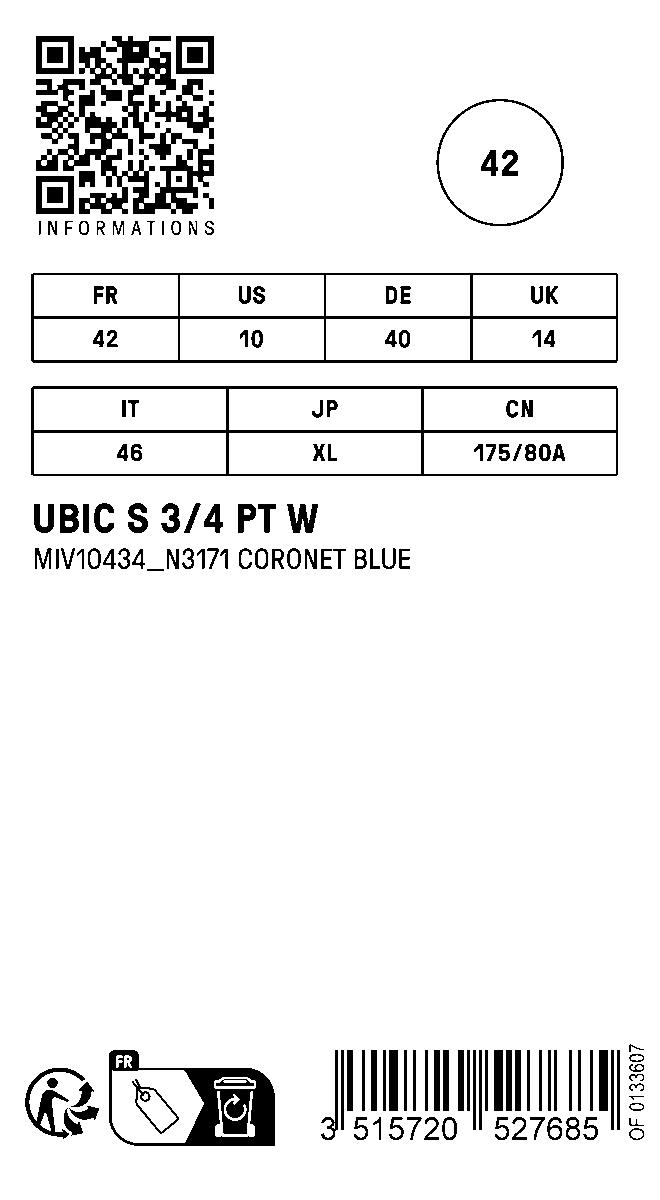 INFORMATIONS
42
FR US DE UK
42 10 40 14
IT JP CN
46 XL 175/80A
UBIC S 3/4 PT W
MIV10434_N3171 CORONET BLUE
FR
3 515720 527685
OF 0133607